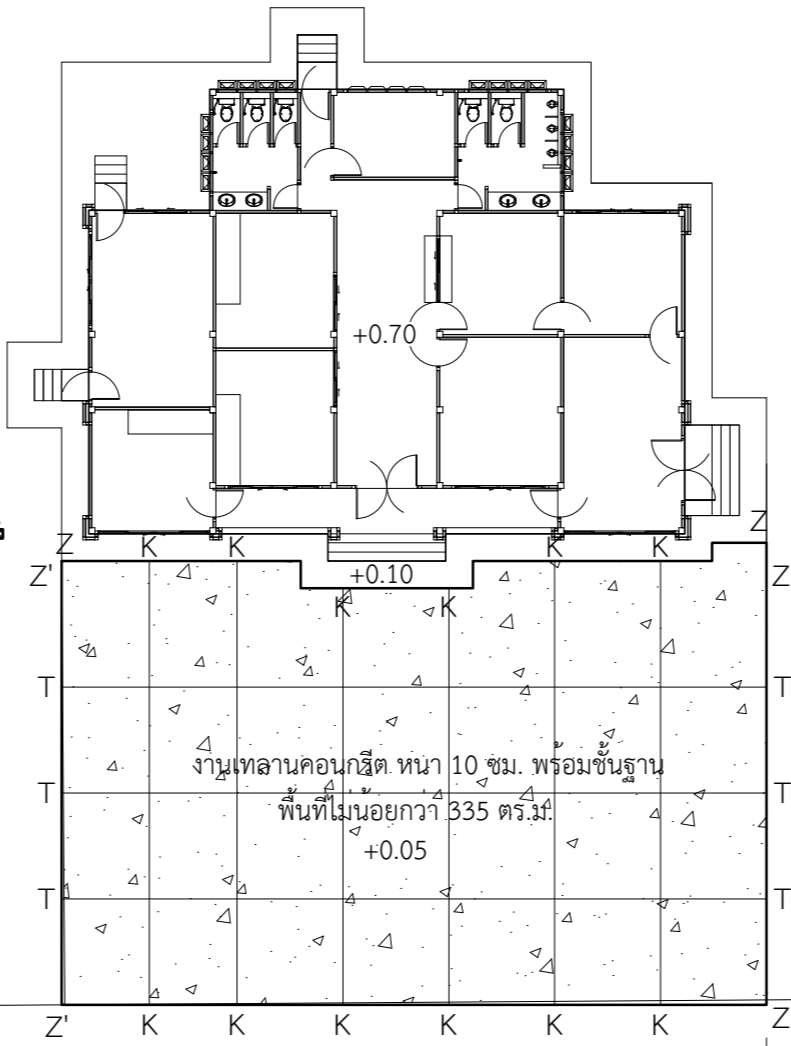 +0.70
Z K K K K Z
Z' +0.10 Z
K K
T T
งานเทลานคอนกรีต หนา 10 ซม. พร้อมชั้นฐาน
T T
พื้นที่ไม่น้อยกว่า 335 ตร.ม.
+0.05
T T
Z' K K K K K K Z